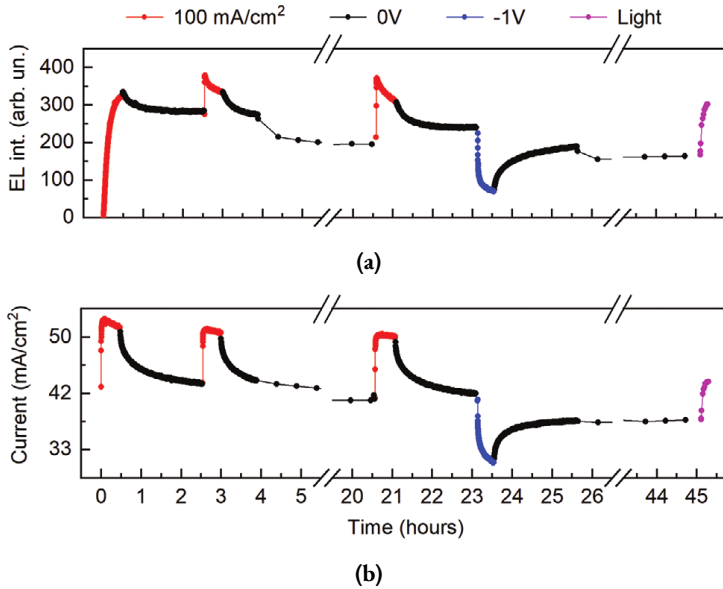 100 mA/cm² 0V -1V Light
EL int. (arb. un.)
400
300
200
100
0
(a)
Current (mA/cm²)
50
42
33
0 1 2 3 4 5 20 21 22 23 24 25 26 44 45
Time (hours)
(b)